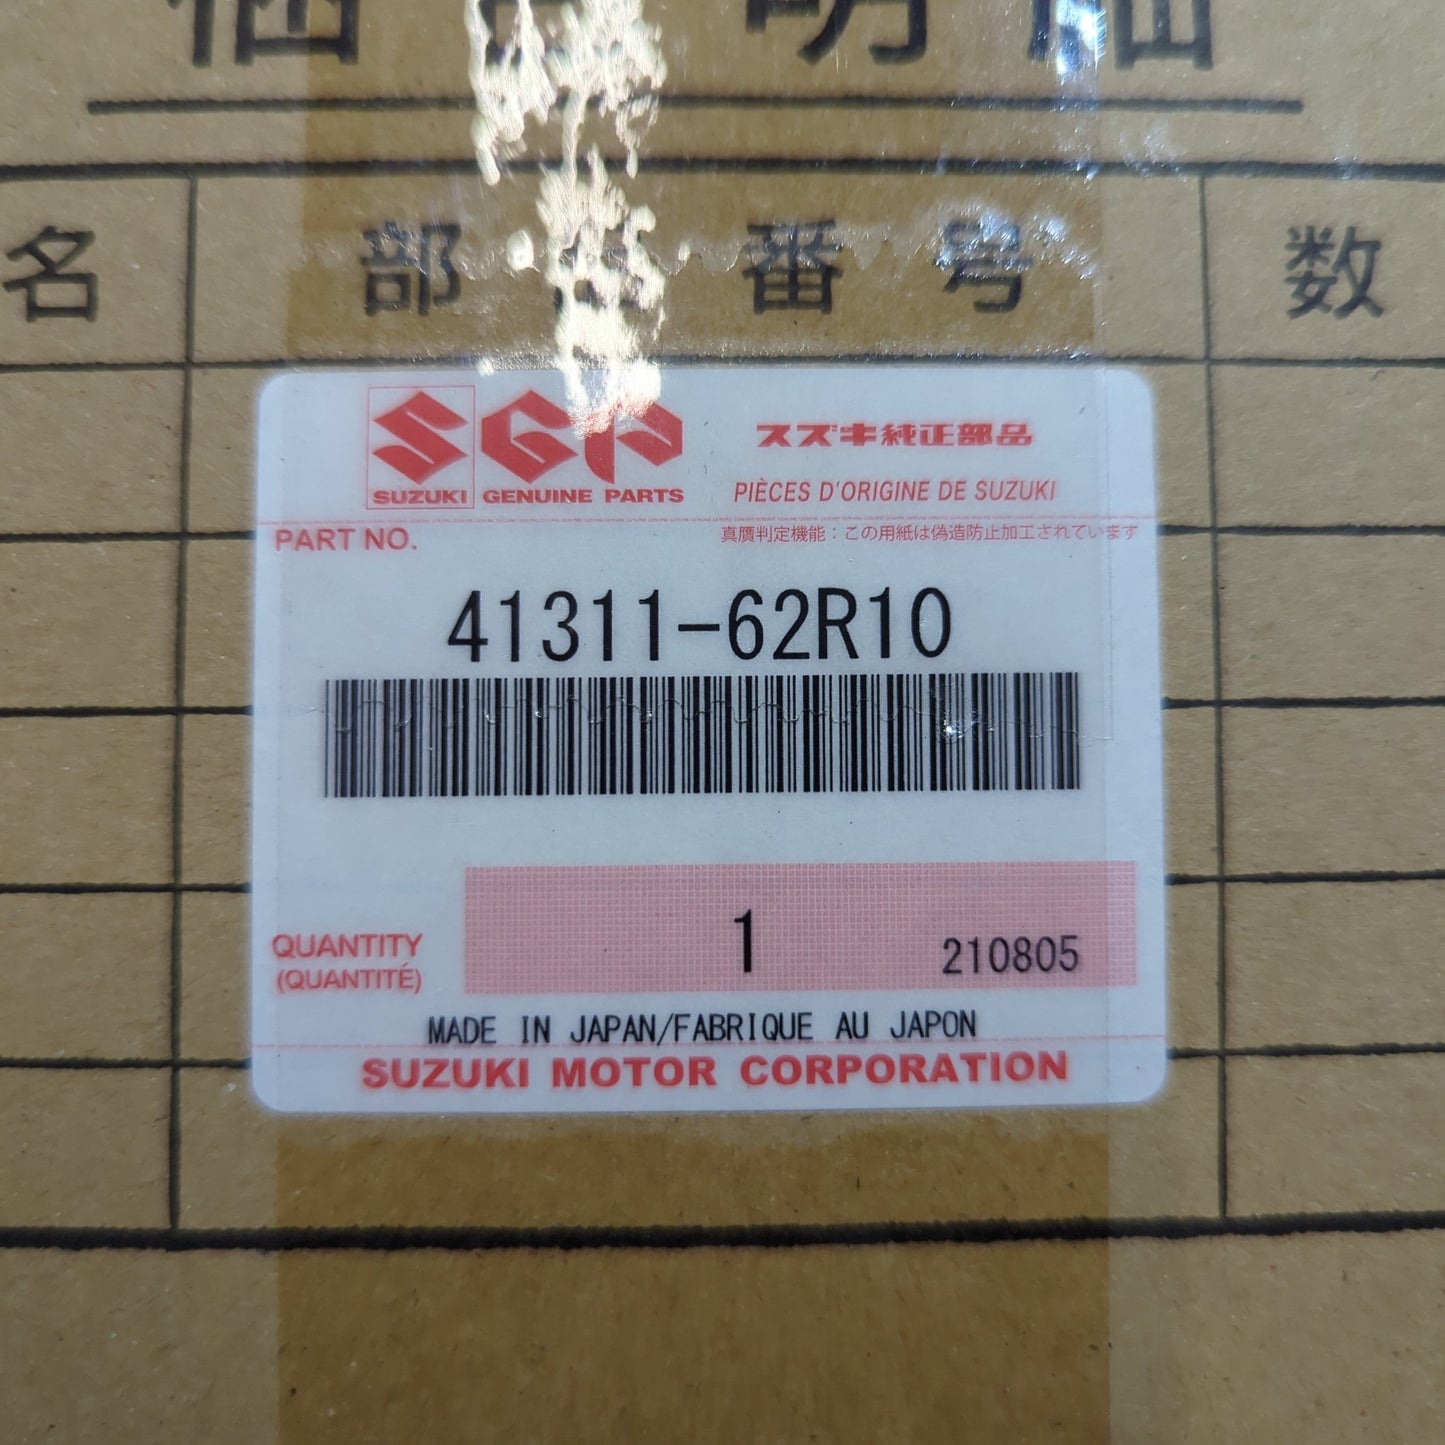 明細
名 部品番号 数
SUZUKI
SGP
GENUINE PARTS
スズキ純正部品
PIÈCES D'ORIGINE DE SUZUKI
PART NO.
真贋判定機能：この用紙は偽造防止加工されています
41311-62R10
QUANTITY
(QUANTITÉ)
1
210805
MADE IN JAPAN/FABRIQUE AU JAPON
SUZUKI MOTOR CORPORATION